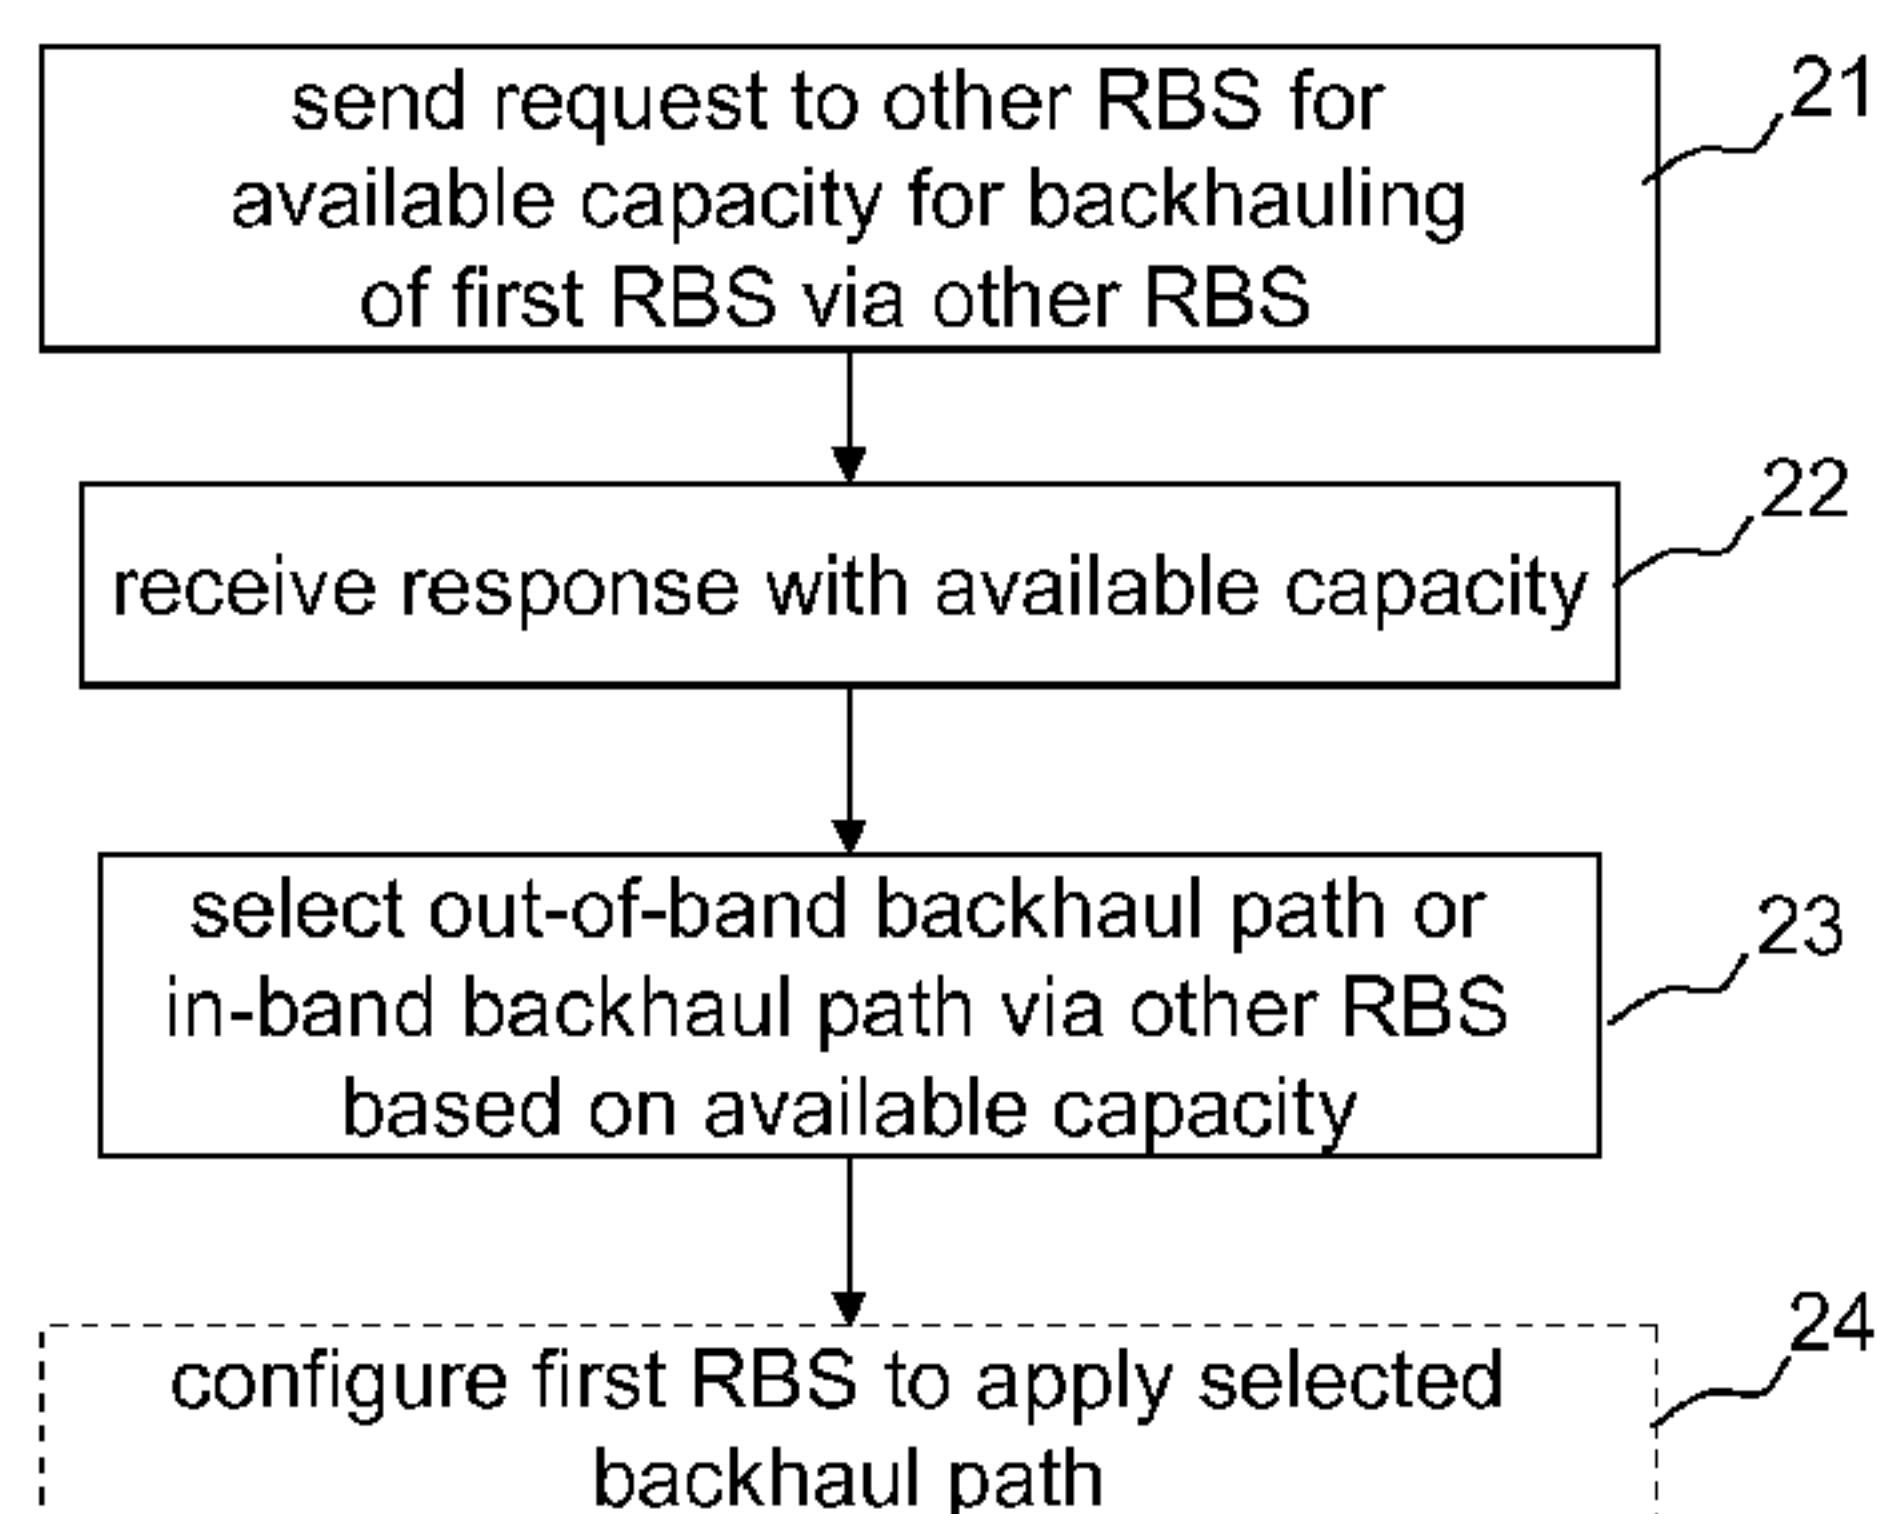 send request to other RBS for
available capacity for backhauling
of first RBS via other RBS
21
receive response with available capacity
22
select out-of-band backhaul path or
in-band backhaul path via other RBS
based on available capacity
23
configure first RBS to apply selected
backhaul path
24